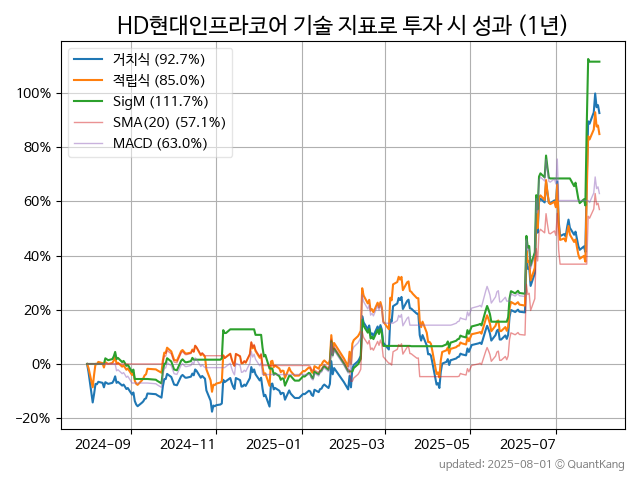 HD현대인프라코어 기술 지표로 투자 시 성과 (1년)
거치식 (92.7%)
적립식 (85.0%)
SigM (111.7%)
SMA(20) (57.1%)
MACD (63.0%)
100%
80%
60%
40%
20%
0%
−20%
2024-09 2024-11 2025-01 2025-03 2025-05 2025-07
updated: 2025-08-01 © QuantKang